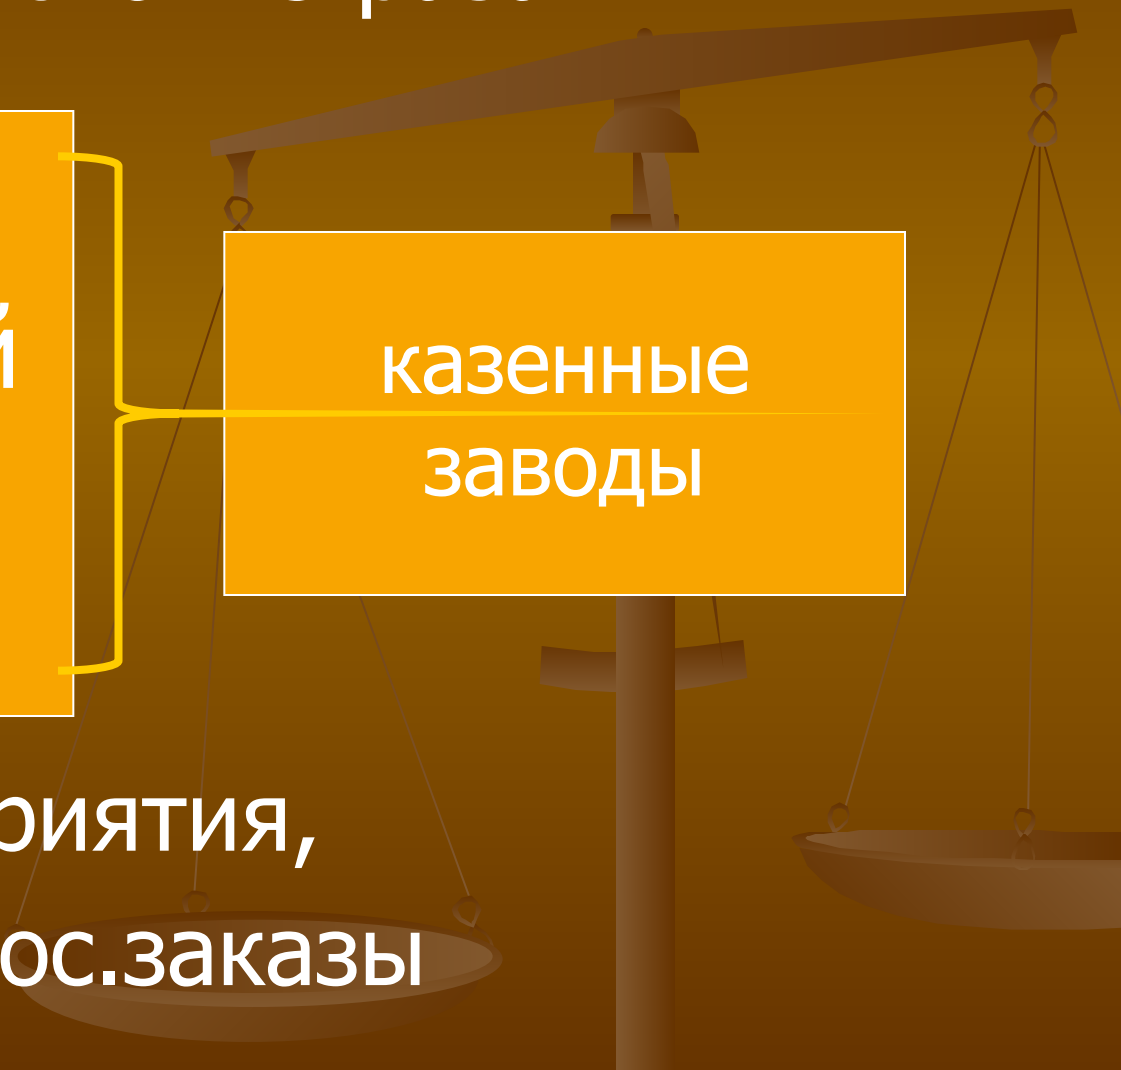 й
казенные
заводы
риятия,
ос.заказы